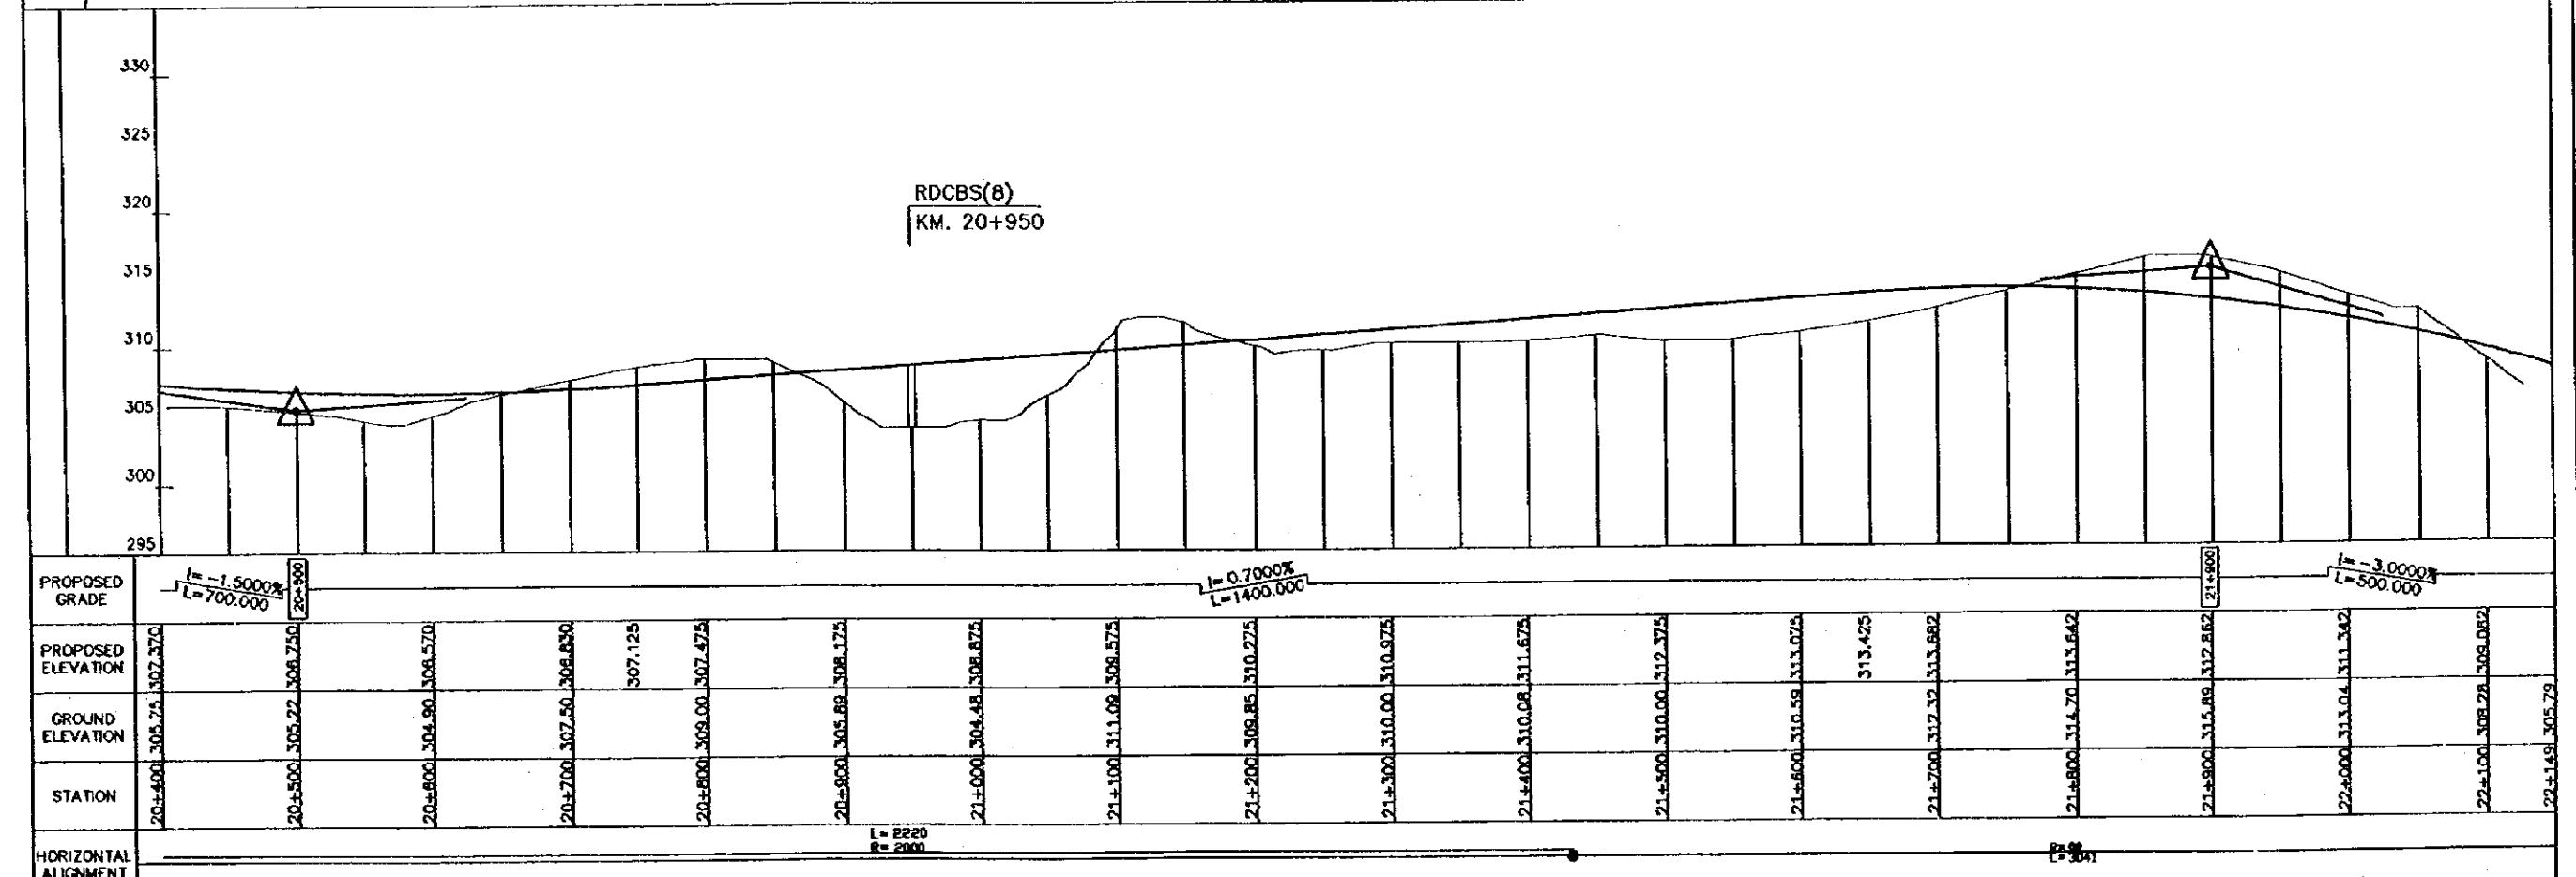 330
325
320
315
310
305
300
295
RDCBS(8)
KM. 20+950
PROPOSED
GRADE
I= -1.5000%
L=700.000
20+500
I= 0.7000%
L=1400.000
21+900
I= -3.0000%
L=500.000
PROPOSED
ELEVATION
307.370 306.750 306.570 306.830 307.125 307.475 308.175 308.875 309.575 310.275 310.975 311.675 312.375 313.075 313.425 313.682 313.642 312.862 311.342 309.082
GROUND
ELEVATION
305.75 305.22 304.90 307.50 309.00 305.89 304.48 311.09 309.85 310.00 310.08 310.00 310.59 312.32 314.70 315.89 313.04 308.28 305.79
STATION
20+400 20+500 20+600 20+700 20+800 20+900 21+000 21+100 21+200 21+300 21+400 21+500 21+600 21+700 21+800 21+900 22+000 22+100 22+149
HORIZONTAL
ALIGNMENT
L= 2220
R= 2000
L= 3041